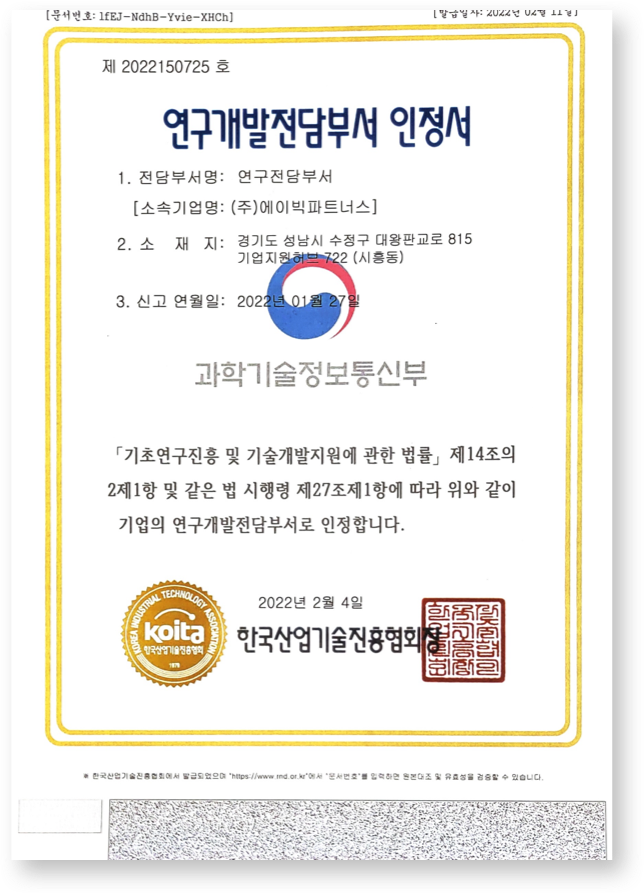 [문서번호: lfEJ-NdhB-Yvie-XHCh]
[발급일자: 2022년 02월 11일]
제 2022150725 호
연구개발전담부서 인정서
1. 전담부서명: 연구전담부서
[소속기업명: (주)에이빅파트너스]
2. 소 재 지: 경기도 성남시 수정구 대왕판교로 815
기업지원허브 722 (시흥동)
3. 신고 연월일: 2022년 01월 27일
과학기술정보통신부
「기초연구진흥 및 기술개발지원에 관한 법률」제14조의
2제1항 및 같은 법 시행령 제27조제1항에 따라 위와 같이
기업의 연구개발전담부서로 인정합니다.
2022년 2월 4일
KOREA INDUSTRIAL TECHNOLOGY ASSOCIATION
koita
한국산업기술진흥협회
1979
한국산업기술진흥협회장
※ 한국산업기술진흥협회에서 발급되었으며 "https://www.rnd.or.kr"에서 "문서번호"를 입력하면 원본대조 및 유효성을 검증할 수 있습니다.